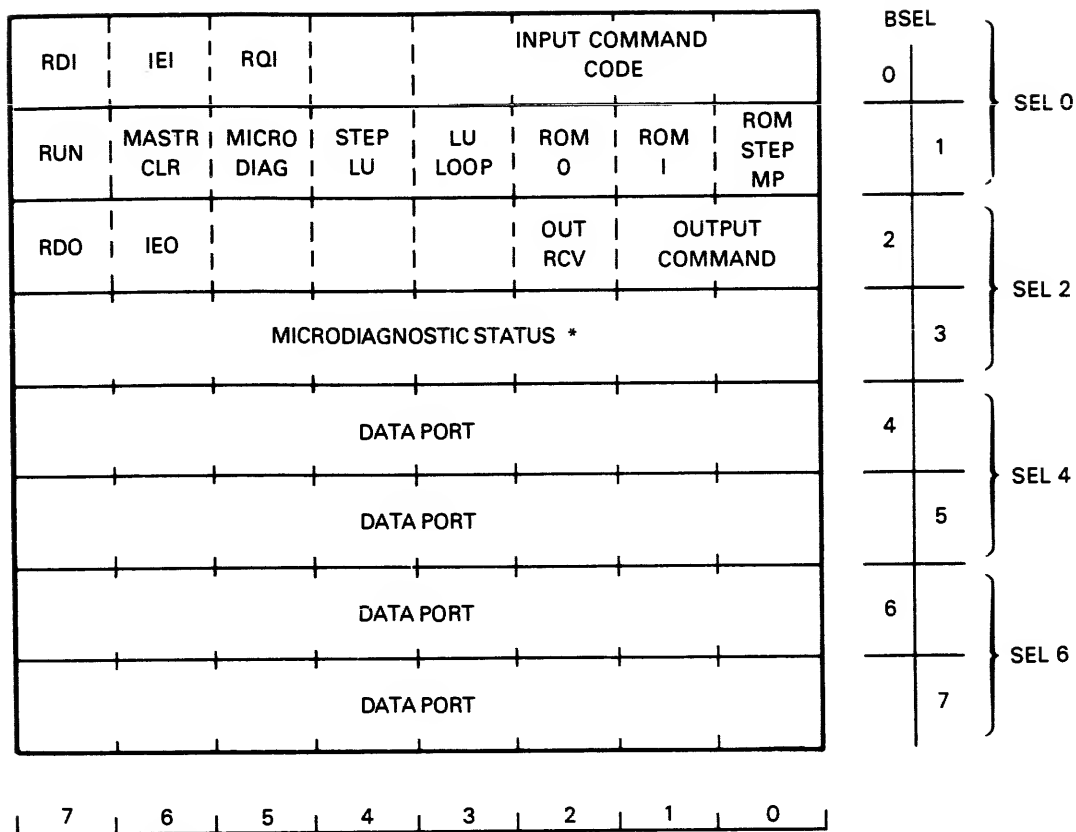 BSEL
RDI IEI RQI INPUT COMMAND CODE 0
SEL 0
RUN MASTR CLR MICRO DIAG STEP LU LU LOOP ROM 0 ROM I ROM STEP MP 1
RDO IEO OUT RCV OUTPUT COMMAND 2
SEL 2
MICRODIAGNOSTIC STATUS * 3
DATA PORT 4
SEL 4
DATA PORT 5
DATA PORT 6
SEL 6
DATA PORT 7
7 6 5 4 3 2 1 0